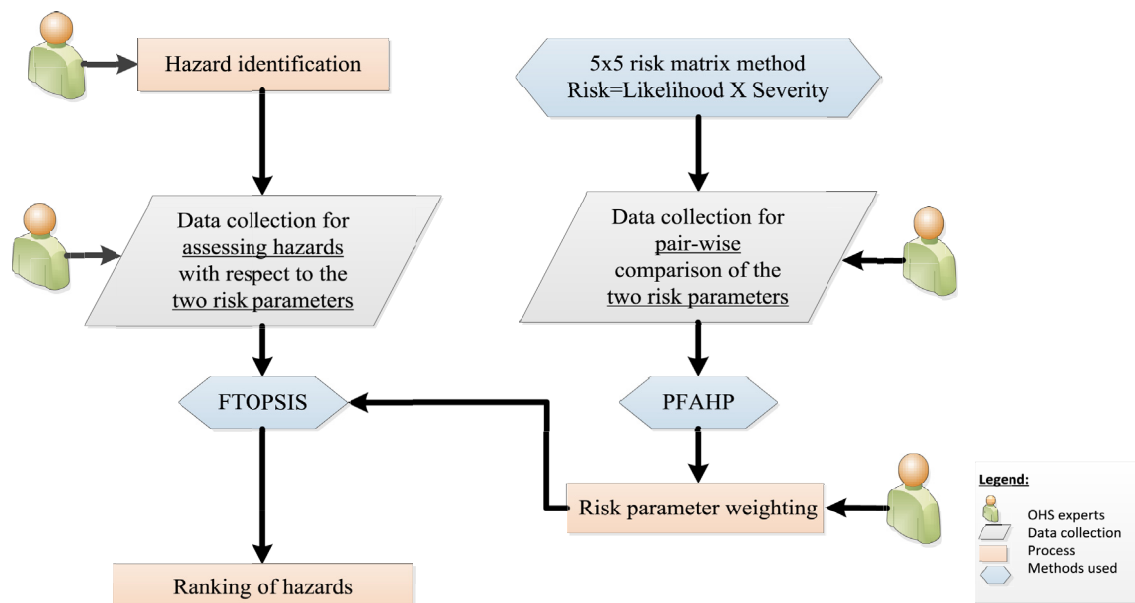 Hazard identification
5x5 risk matrix method
Risk=Likelihood X Severity
Data collection for
assessing hazards
with respect to the
two risk parameters
Data collection for
pair-wise
comparison of the
two risk parameters
FTOPSIS
PFAHP
Risk parameter weighting
Ranking of hazards
Legend:
OHS experts
Data collection
Process
Methods used